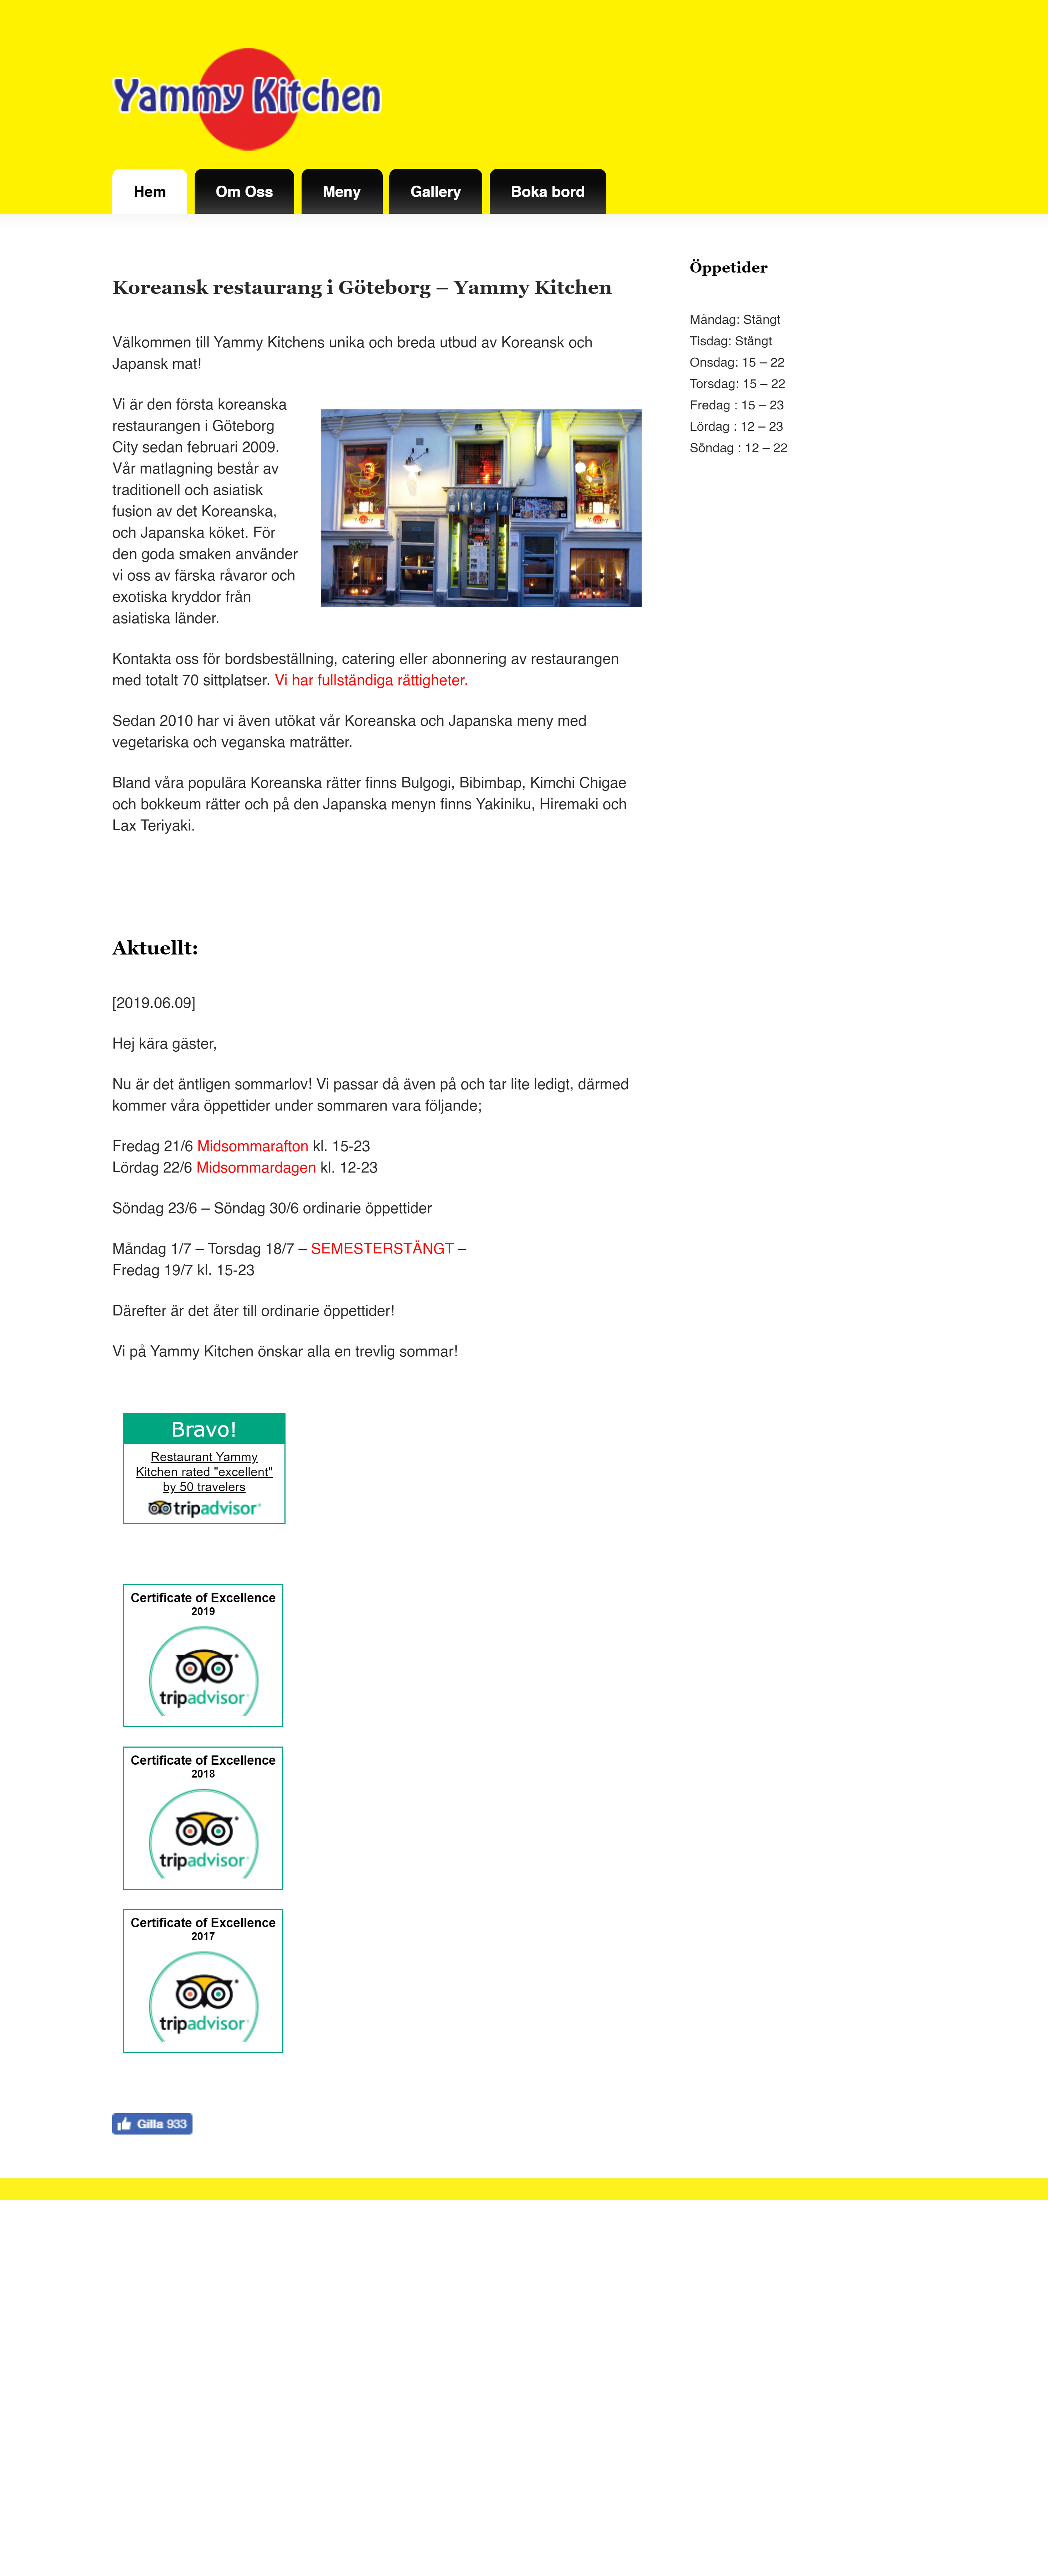 Yammy Kitchen
Hem
Om Oss
Meny
Gallery
Boka bord
Koreansk restaurang i Göteborg – Yammy Kitchen
Välkommen till Yammy Kitchens unika och breda utbud av Koreansk och
Japansk mat!
Vi är den första koreanska
restaurangen i Göteborg
City sedan februari 2009.
Vår matlagning består av
traditionell och asiatisk
fusion av det Koreanska,
och Japanska köket. För
den goda smaken använder
vi oss av färska råvaror och
exotiska kryddor från
asiatiska länder.
Kontakta oss för bordsbeställning, catering eller abonnering av restaurangen
med totalt 70 sittplatser. Vi har fullständiga rättigheter.
Sedan 2010 har vi även utökat vår Koreanska och Japanska meny med
vegetariska och veganska maträtter.
Bland våra populära Koreanska rätter finns Bulgogi, Bibimbap, Kimchi Chigae
och bokkeum rätter och på den Japanska menyn finns Yakiniku, Hiremaki och
Lax Teriyaki.
Aktuellt:
[2019.06.09]
Hej kära gäster,
Nu är det äntligen sommarlov! Vi passar då även på och tar lite ledigt, därmed
kommer våra öppettider under sommaren vara följande;
Fredag 21/6 Midsommarafton kl. 15-23
Lördag 22/6 Midsommardagen kl. 12-23
Söndag 23/6 – Söndag 30/6 ordinarie öppettider
Måndag 1/7 – Torsdag 18/7 – SEMESTERSTÄNGT –
Fredag 19/7 kl. 15-23
Därefter är det åter till ordinarie öppettider!
Vi på Yammy Kitchen önskar alla en trevlig sommar!
Bravo!
Restaurant Yammy
Kitchen rated "excellent"
by 50 travelers
tripadvisor
Certificate of Excellence
2019
tripadvisor
Certificate of Excellence
2018
tripadvisor
Certificate of Excellence
2017
tripadvisor
Gilla 933
Öppetider
Måndag: Stängt
Tisdag: Stängt
Onsdag: 15 – 22
Torsdag: 15 – 22
Fredag : 15 – 23
Lördag : 12 – 23
Söndag : 12 – 22